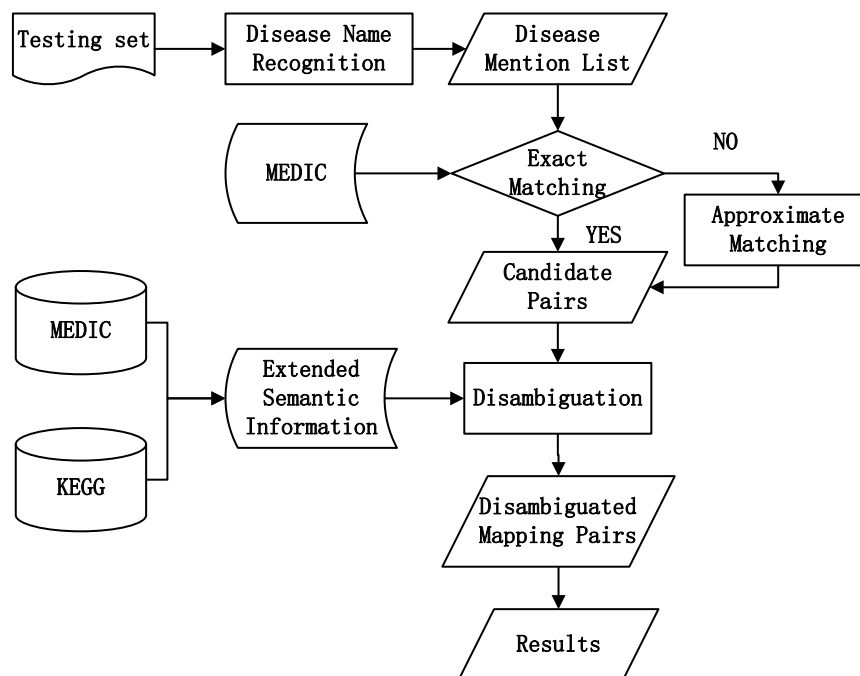 Testing set
Disease Name
Recognition
Disease
Mention List
MEDIC
Exact
Matching
NO
Approximate
Matching
YES
Candidate
Pairs
MEDIC
Extended
Semantic
Information
Disambiguation
KEGG
Disambiguated
Mapping Pairs
Results